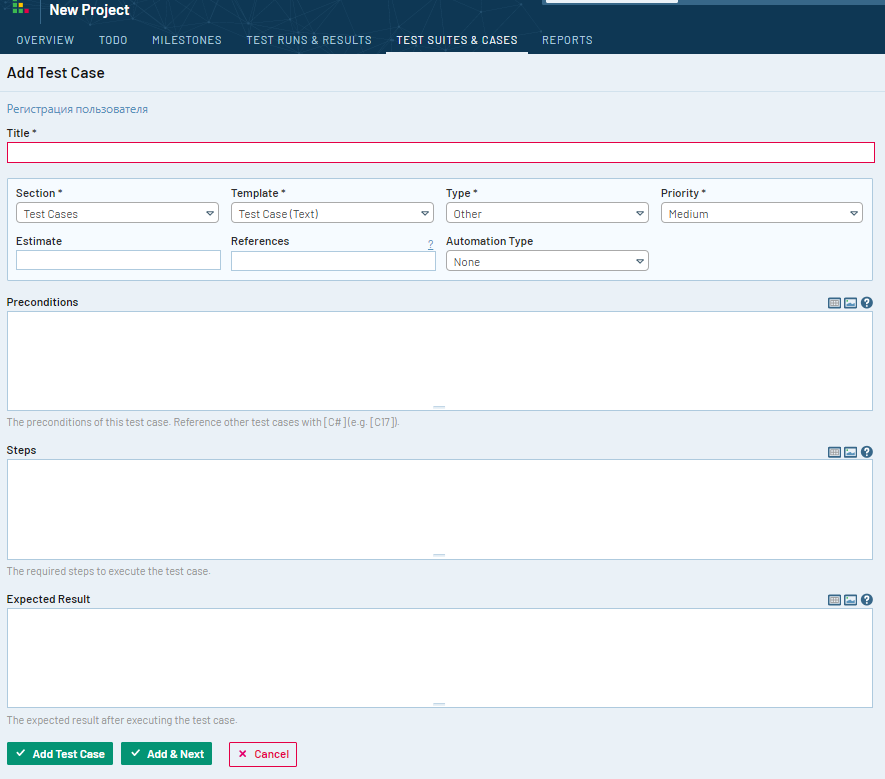 New Project
OVERVIEW TODO MILESTONES TEST RUNS & RESULTS TEST SUITES & CASES REPORTS
Add Test Case
Регистрация пользователя
Title *
Section * Template * Type * Priority *
Test Cases Test Case (Text) Other Medium
Estimate References ? Automation Type
None
Preconditions ?
The preconditions of this test case. Reference other test cases with [C#] (e.g. [C17]).
Steps ?
The required steps to execute the test case.
Expected Result ?
The expected result after executing the test case.
Add Test Case Add & Next Cancel